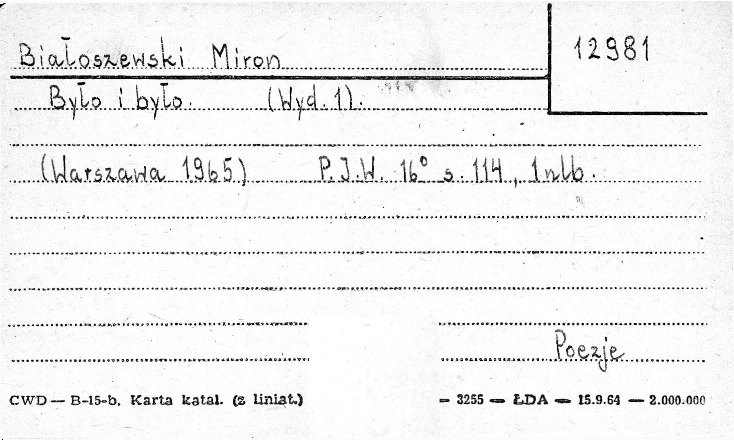 Białoszewski Miron
12981
Było i było. (Wyd. 1).
(Warszawa 1965) P.I.W. 16° s. 114, 1 nlb.
Poezje
CWD — B-15-b. Karta katal. (z liniat.) — 3255 — ŁDA — 15.9.64 — 2.000.000